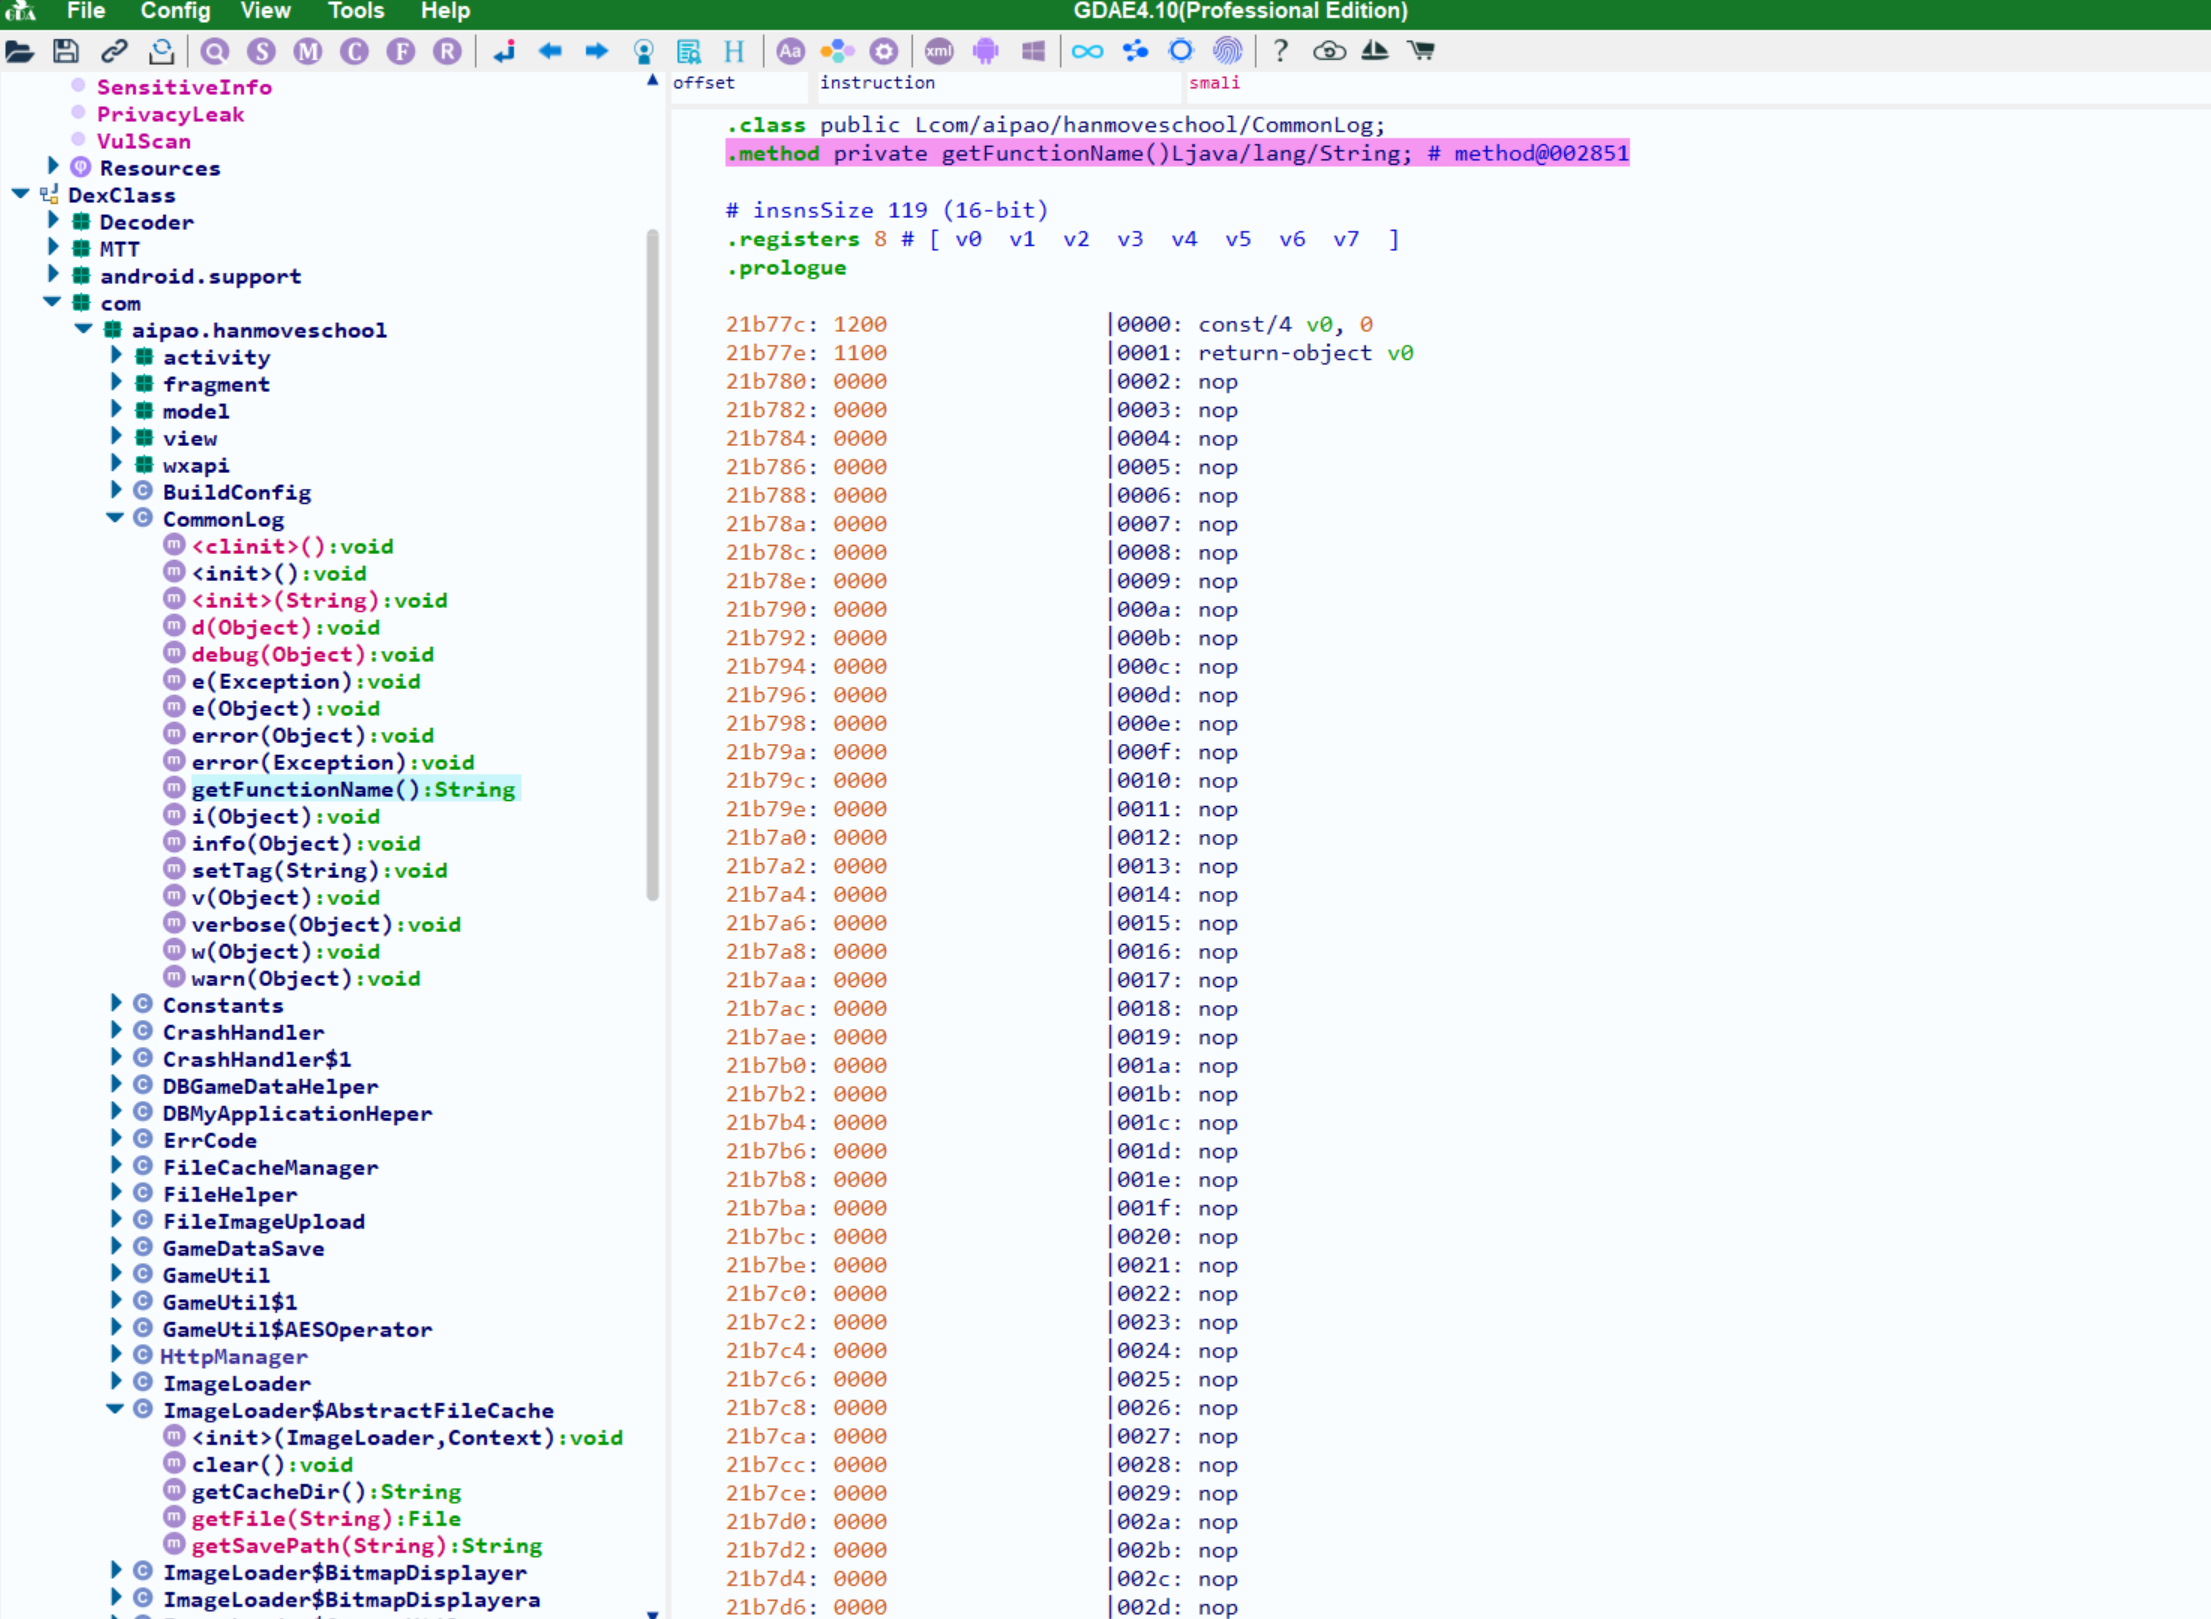 GDA File Config View Tools Help GDAE4.10(Professional Edition)
Q S M C F R H Aa xml ?
SensitiveInfo
PrivacyLeak
VulScan
Resources
DexClass
Decoder
MTT
android.support
com
aipao.hanmoveschool
activity
fragment
model
view
wxapi
BuildConfig
CommonLog
<clinit>():void
<init>():void
<init>(String):void
d(Object):void
debug(Object):void
e(Exception):void
e(Object):void
error(Object):void
error(Exception):void
getFunctionName():String
i(Object):void
info(Object):void
setTag(String):void
v(Object):void
verbose(Object):void
w(Object):void
warn(Object):void
Constants
CrashHandler
CrashHandler$1
DBGameDataHelper
DBMyApplicationHeper
ErrCode
FileCacheManager
FileHelper
FileImageUpload
GameDataSave
GameUtil
GameUtil$1
GameUtil$AESOperator
HttpManager
ImageLoader
ImageLoader$AbstractFileCache
<init>(ImageLoader,Context):void
clear():void
getCacheDir():String
getFile(String):File
getSavePath(String):String
ImageLoader$BitmapDisplayer
ImageLoader$BitmapDisplayera
offset instruction smali
.class public Lcom/aipao/hanmoveschool/CommonLog;
.method private getFunctionName()Ljava/lang/String; # method@002851
# insnsSize 119 (16-bit)
.registers 8 # [ v0 v1 v2 v3 v4 v5 v6 v7 ]
.prologue
21b77c: 1200 |0000: const/4 v0, 0
21b77e: 1100 |0001: return-object v0
21b780: 0000 |0002: nop
21b782: 0000 |0003: nop
21b784: 0000 |0004: nop
21b786: 0000 |0005: nop
21b788: 0000 |0006: nop
21b78a: 0000 |0007: nop
21b78c: 0000 |0008: nop
21b78e: 0000 |0009: nop
21b790: 0000 |000a: nop
21b792: 0000 |000b: nop
21b794: 0000 |000c: nop
21b796: 0000 |000d: nop
21b798: 0000 |000e: nop
21b79a: 0000 |000f: nop
21b79c: 0000 |0010: nop
21b79e: 0000 |0011: nop
21b7a0: 0000 |0012: nop
21b7a2: 0000 |0013: nop
21b7a4: 0000 |0014: nop
21b7a6: 0000 |0015: nop
21b7a8: 0000 |0016: nop
21b7aa: 0000 |0017: nop
21b7ac: 0000 |0018: nop
21b7ae: 0000 |0019: nop
21b7b0: 0000 |001a: nop
21b7b2: 0000 |001b: nop
21b7b4: 0000 |001c: nop
21b7b6: 0000 |001d: nop
21b7b8: 0000 |001e: nop
21b7ba: 0000 |001f: nop
21b7bc: 0000 |0020: nop
21b7be: 0000 |0021: nop
21b7c0: 0000 |0022: nop
21b7c2: 0000 |0023: nop
21b7c4: 0000 |0024: nop
21b7c6: 0000 |0025: nop
21b7c8: 0000 |0026: nop
21b7ca: 0000 |0027: nop
21b7cc: 0000 |0028: nop
21b7ce: 0000 |0029: nop
21b7d0: 0000 |002a: nop
21b7d2: 0000 |002b: nop
21b7d4: 0000 |002c: nop
21b7d6: 0000 |002d: nop